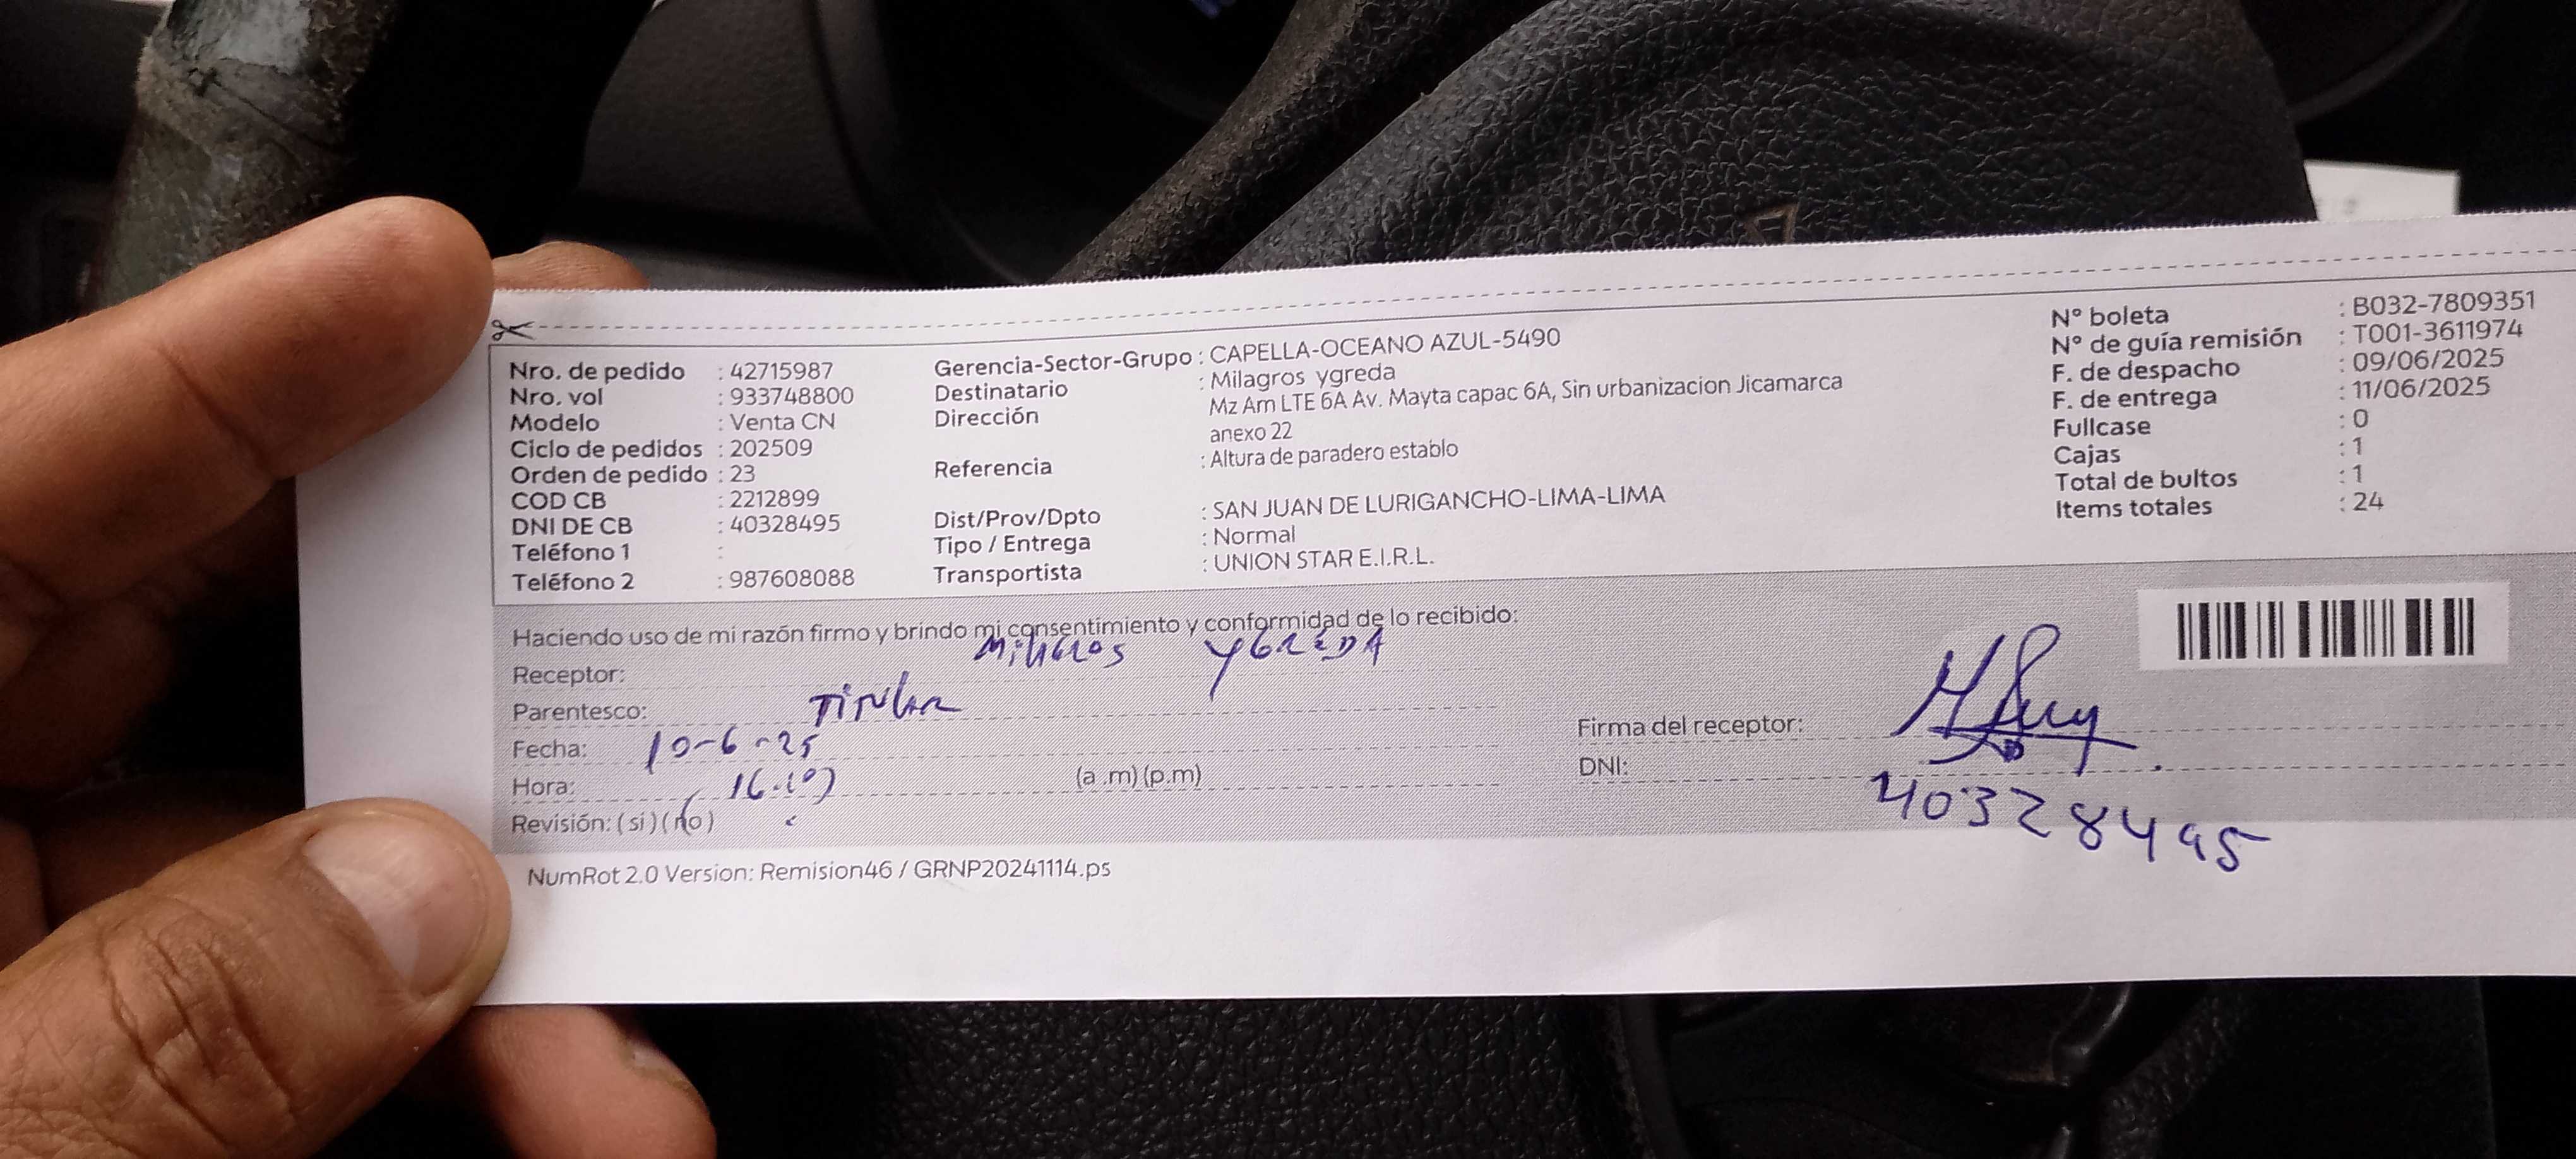 Nro. de pedido : 42715987
Nro. vol : 933748800
Modelo : Venta CN
Ciclo de pedidos : 202509
Orden de pedido : 23
COD CB : 2212899
DNI DE CB : 40328495
Teléfono 1 :
Teléfono 2 : 987608088
Gerencia-Sector-Grupo : CAPELLA-OCEANO AZUL-5490
Destinatario : Milagros ygreda
Dirección Mz Am LTE 6A Av. Mayta capac 6A, Sin urbanizacion Jicamarca
anexo 22
Referencia : Altura de paradero establo
Dist/Prov/Dpto : SAN JUAN DE LURIGANCHO-LIMA-LIMA
Tipo / Entrega : Normal
Transportista : UNION STAR E.I.R.L.
N° boleta : B032-7809351
N° de guía remisión : T001-3611974
F. de despacho : 09/06/2025
F. de entrega : 11/06/2025
Fullcase : 0
Cajas : 1
Total de bultos : 1
Items totales : 24
Haciendo uso de mi razón firmo y brindo mi consentimiento y conformidad de lo recibido:
Receptor: Milagros YGREDA
Parentesco: Titular
Fecha: 10-6-25
Hora: (a .m) (p.m)
Revisión: (si) (no)
Firma del receptor:
DNI: 40328495
NumRot 2.0 Version: Remision46 / GRNP20241114.ps